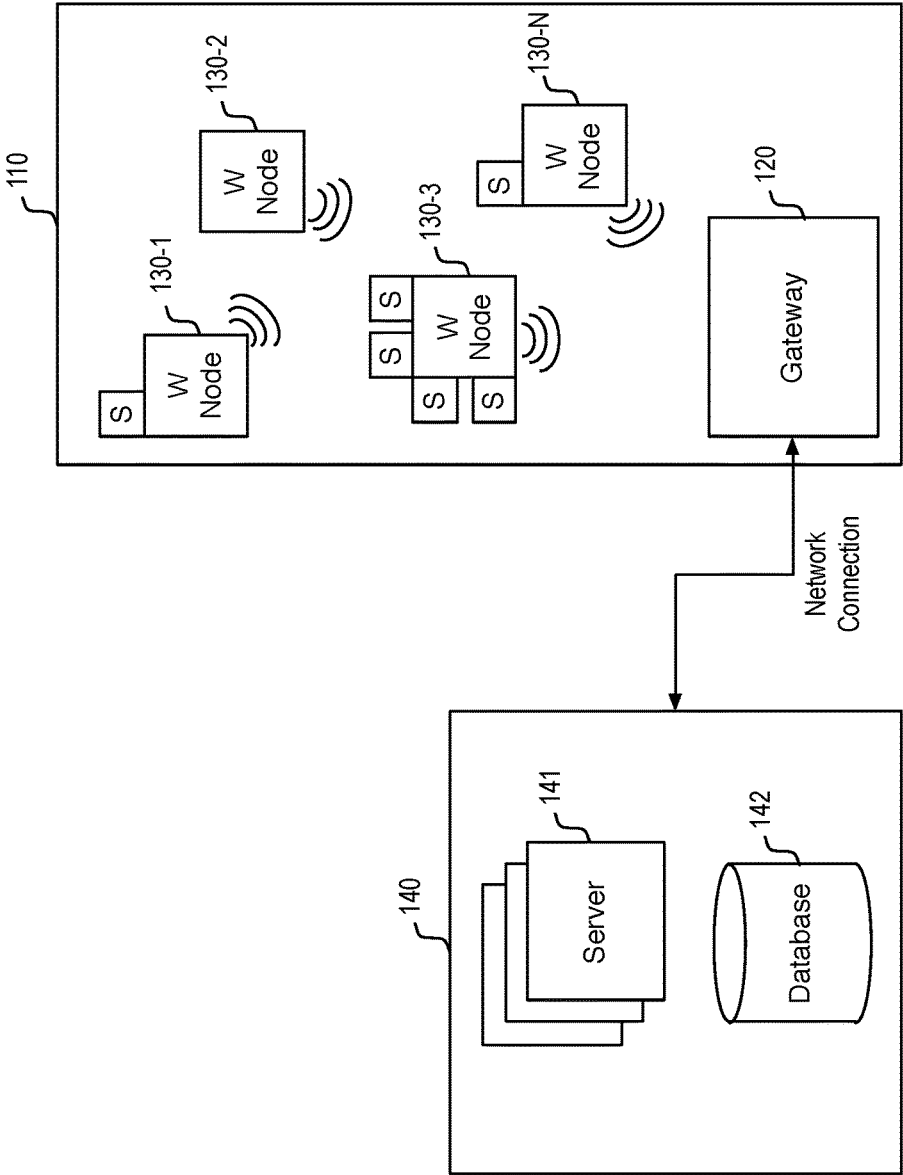 140
141
Server
142
Database
Network
Connection
110
S
W
Node
130-1
W
Node
130-2
S
S
S
S
W
Node
130-3
S
W
Node
130-N
120
Gateway